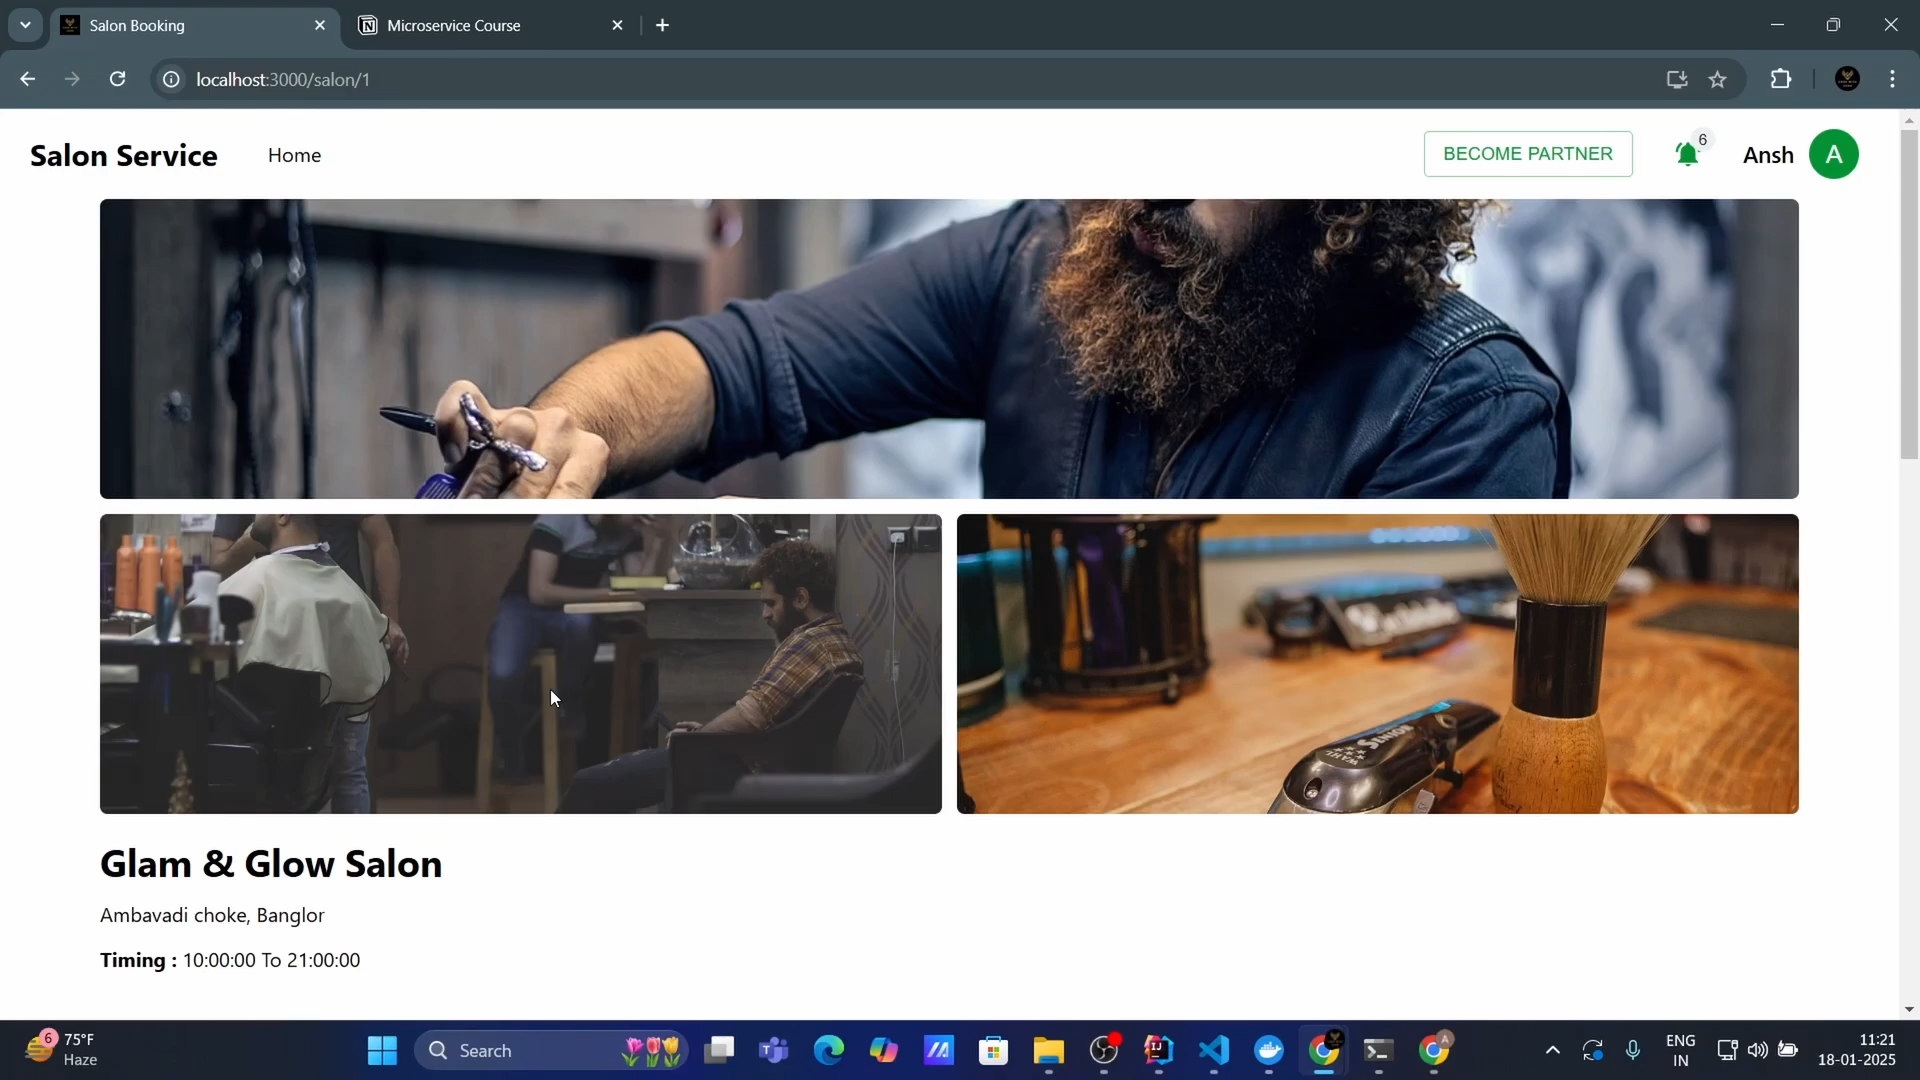 Salon Booking
Microservice Course
localhost:3000/salon/1
Salon Service
Home
BECOME PARTNER
6
Ansh
A
SENIOR
WAHL
Glam & Glow Salon
Ambavadi choke, Banglor
Timing : 10:00:00 To 21:00:00
6
75°F
Haze
Search
ENG
IN
11:21
18-01-2025